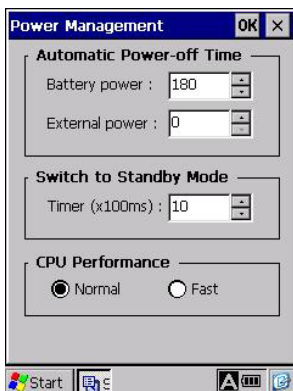 Power Management OK ×
Automatic Power-off Time
Battery power : 180
External power : 0
Switch to Standby Mode
Timer (x100ms) : 10
CPU Performance
Normal Fast
Start A